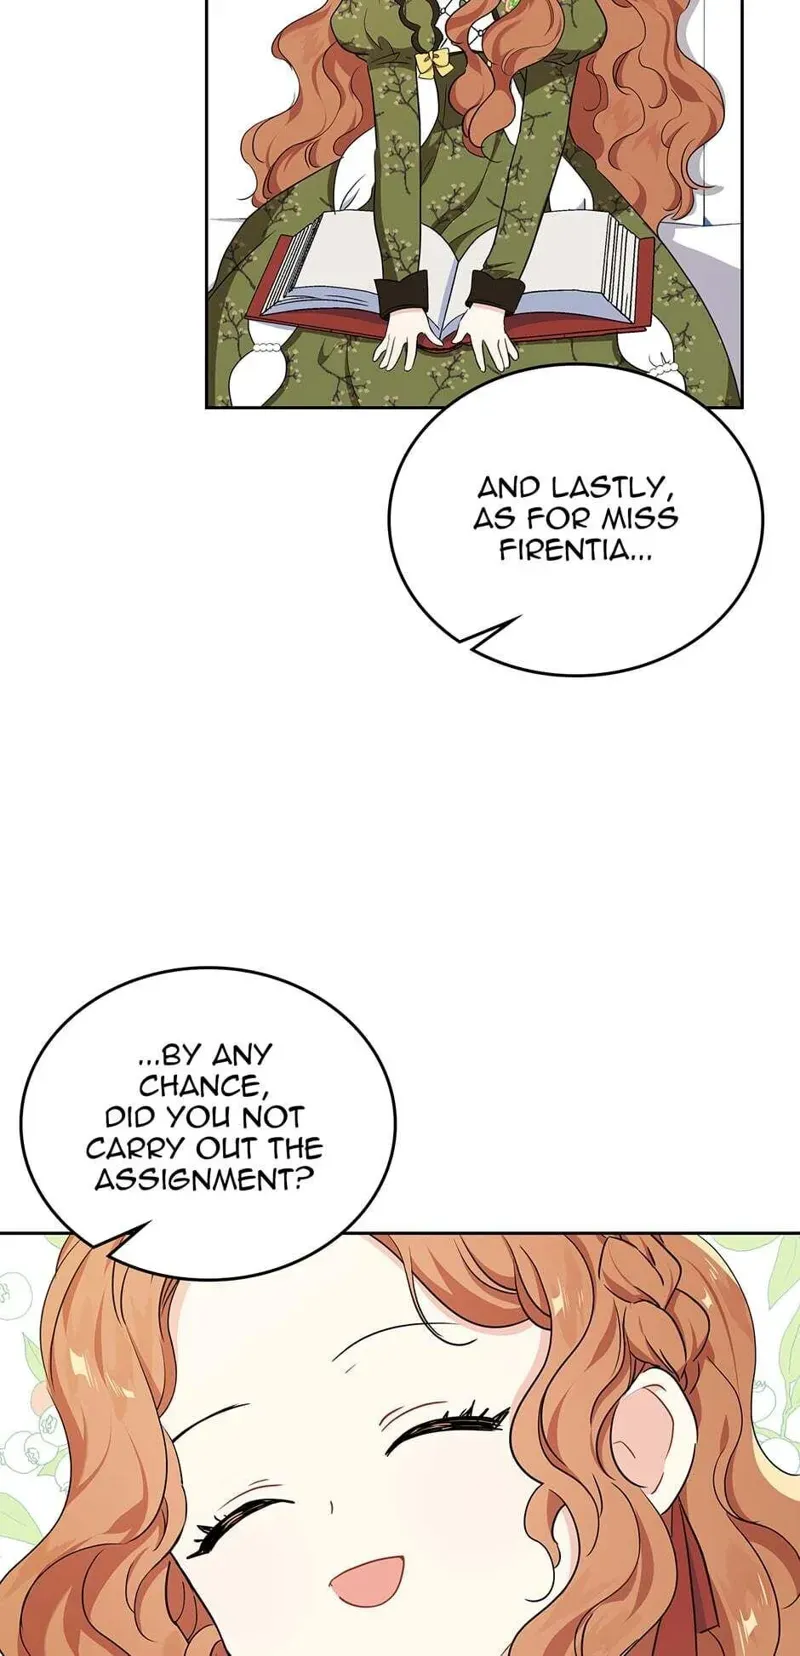 AND LASTLY,
AS FOR MISS
FIRENTIA...
...BY ANY
CHANCE,
DID YOU NOT
CARRY OUT THE
ASSIGNMENT?